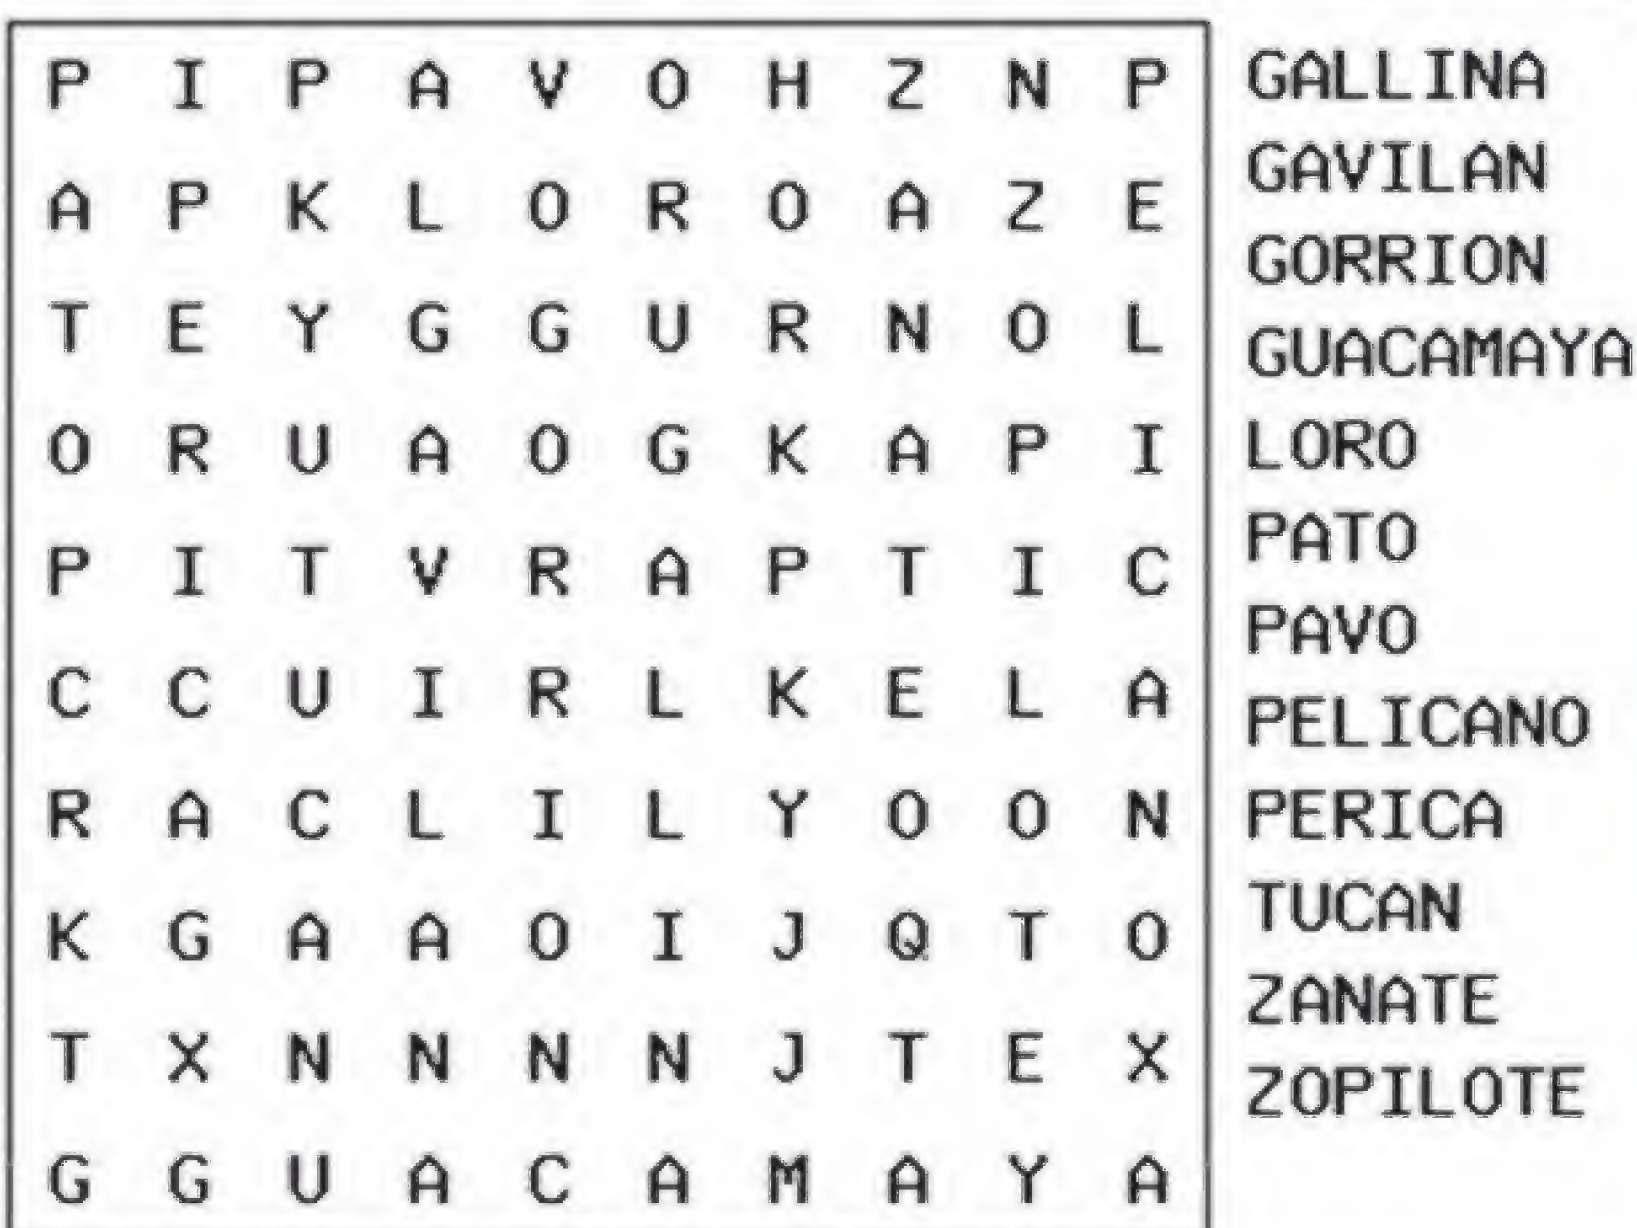 P I P A V O H Z N P
A P K L O R O A Z E
T E Y G G U R N O L
O R U A O G K A P I
P I T V R A P T I C
C C U I R L K E L A
R A C L I L Y O O N
K G A A O I J Q T O
T X N N N N J T E X
G G U A C A M A Y A
GALLINA
GAVILAN
GORRION
GUACAMAYA
LORO
PATO
PAVO
PELICANO
PERICA
TUCAN
ZANATE
ZOPILOTE